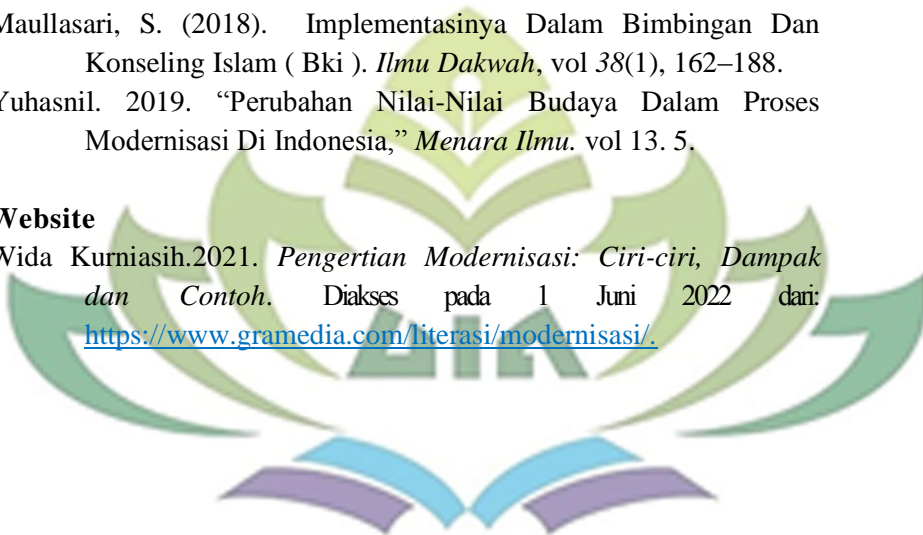 Maullasari, S. (2018). Implementasinya Dalam Bimbingan Dan
Konseling Islam ( Bki ). Ilmu Dakwah, vol 38(1), 162–188.
Yuhasnil. 2019. “Perubahan Nilai-Nilai Budaya Dalam Proses
Modernisasi Di Indonesia,” Menara Ilmu. vol 13. 5.
Website
Wida Kurniasih.2021. Pengertian Modernisasi: Ciri-ciri, Dampak
dan Contoh. Diakses pada 1 Juni 2022 dari:
https://www.gramedia.com/literasi/modernisasi/.
UIN